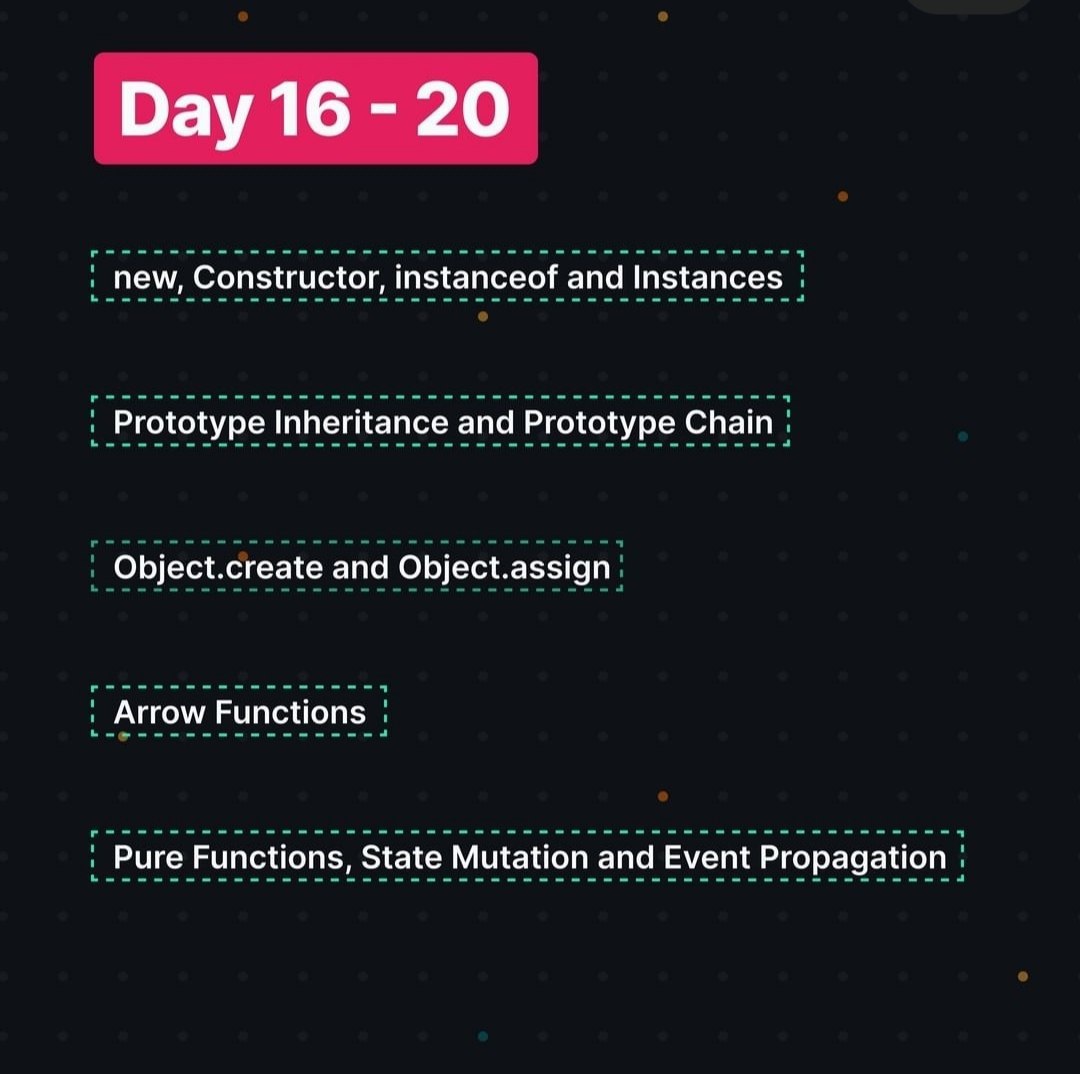 Day 16 - 20
new, Constructor, instanceof and Instances
Prototype Inheritance and Prototype Chain
Object.create and Object.assign
Arrow Functions
Pure Functions, State Mutation and Event Propagation